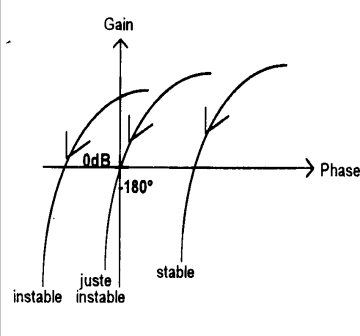 Gain
0dB
Phase
-180°
stable
juste
instable
instable